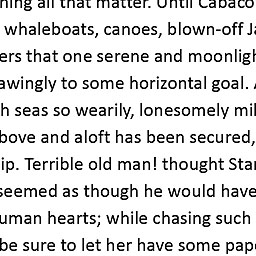 ning all that matter. Until Cabaco
whaleboats, canoes, blown-off J
ers that one serene and moonligh
awingly to some horizontal goal.
h seas so wearily, lonesomely mil
bove and aloft has been secured,
ip. Terrible old man! thought Star
seemed as though he would have
uman hearts; while chasing such
be sure to let her have some pap